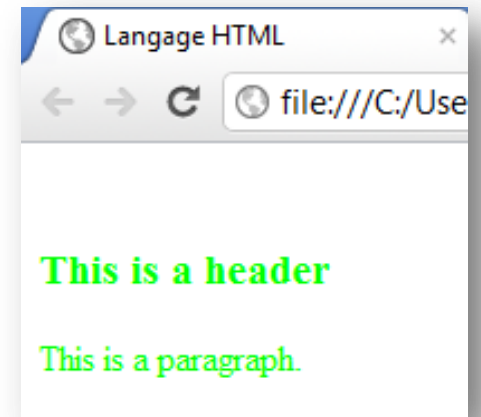 Langage HTML
file:///C:/Use
This is a header
This is a paragraph.